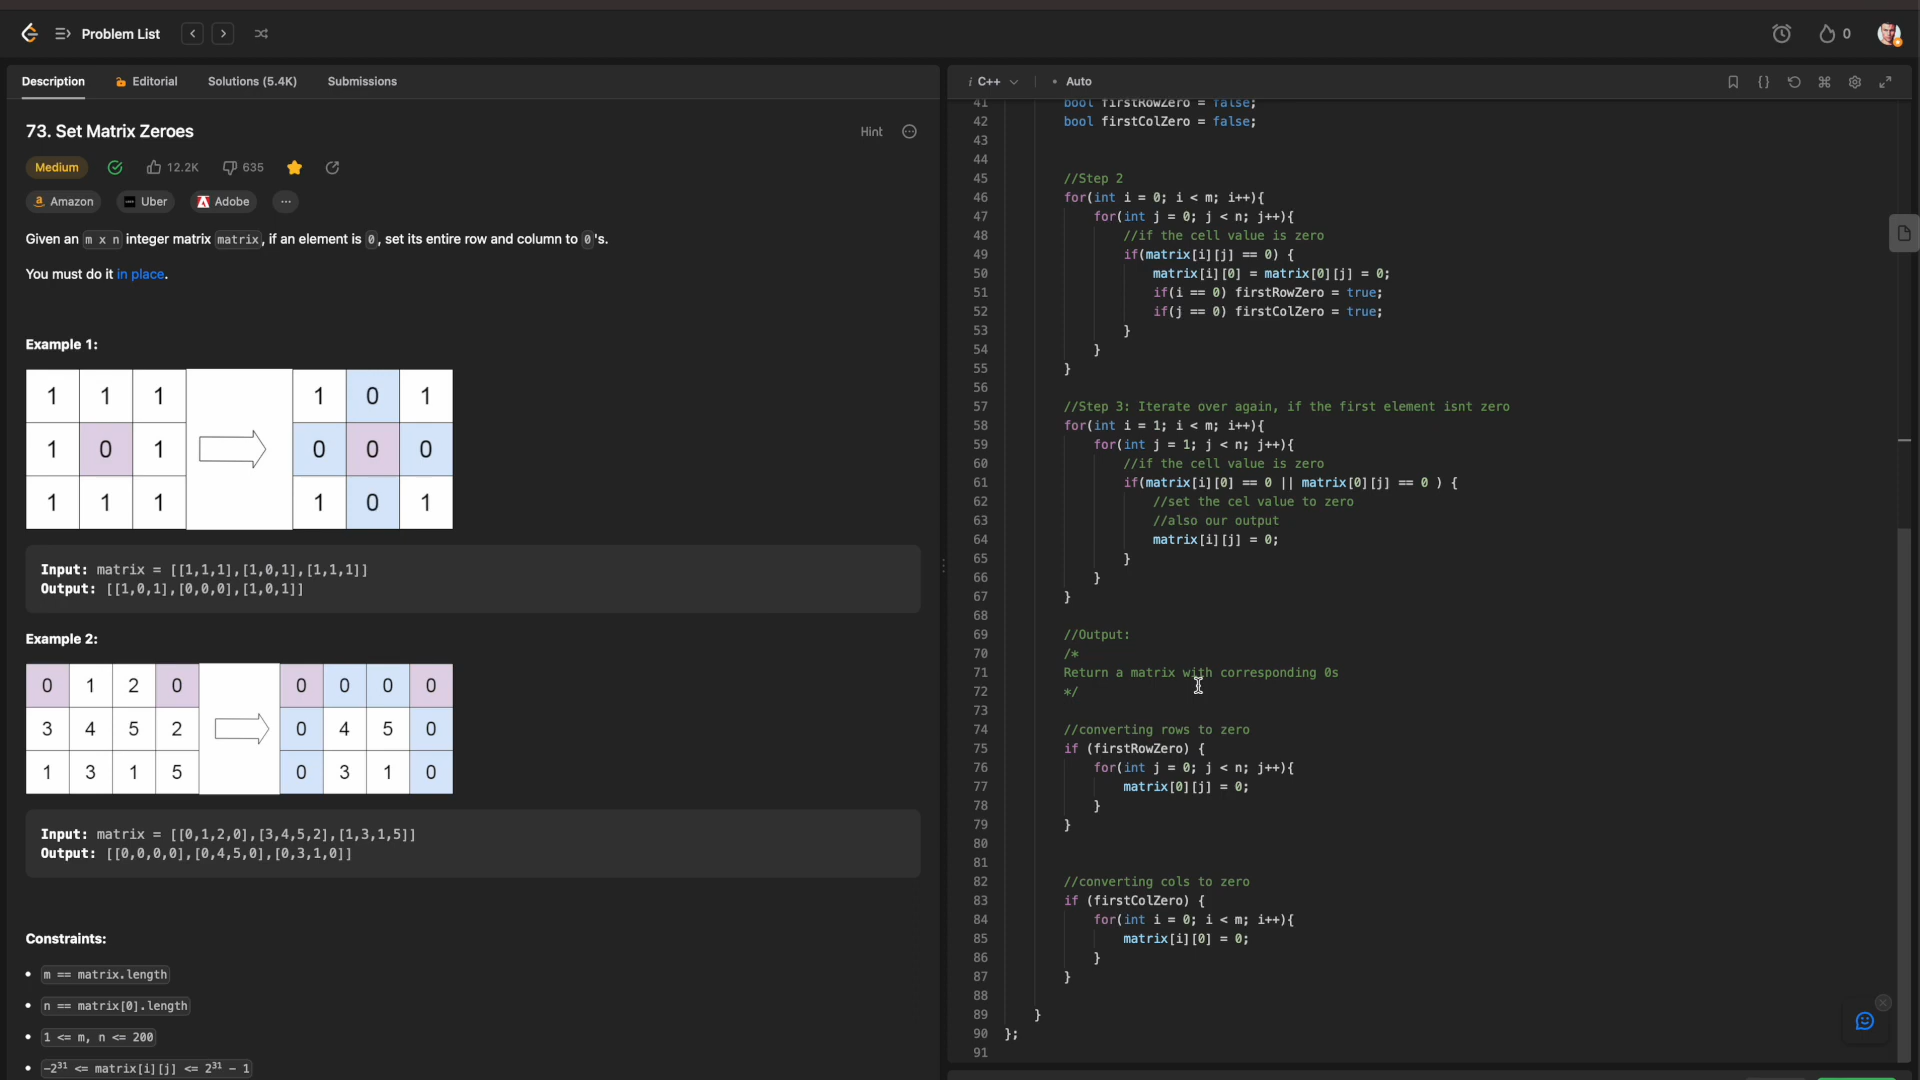 Problem List
0
Description
Editorial
Solutions (5.4K)
Submissions
73. Set Matrix Zeroes
Hint
Medium
12.2K
635
Amazon
Uber
Adobe
Given an m x n integer matrix matrix, if an element is 0, set its entire row and column to 0's.
You must do it in place.
Example 1:
1 1 1 1 0 1
1 0 1 0 0 0
1 1 1 1 0 1
Input: matrix = [[1,1,1],[1,0,1],[1,1,1]]
Output: [[1,0,1],[0,0,0],[1,0,1]]
Example 2:
0 1 2 0 0 0 0 0
3 4 5 2 0 4 5 0
1 3 1 5 0 3 1 0
Input: matrix = [[0,1,2,0],[3,4,5,2],[1,3,1,5]]
Output: [[0,0,0,0],[0,4,5,0],[0,3,1,0]]
Constraints:
• m == matrix.length
• n == matrix[0].length
• 1 <= m, n <= 200
• -2^31 <= matrix[i][j] <= 2^31 - 1
i C++
• Auto
41 bool firstRowZero = false;
42 bool firstColZero = false;
43
44
45 //Step 2
46 for(int i = 0; i < m; i++){
47 for(int j = 0; j < n; j++){
48 //if the cell value is zero
49 if(matrix[i][j] == 0) {
50 matrix[i][0] = matrix[0][j] = 0;
51 if(i == 0) firstRowZero = true;
52 if(j == 0) firstColZero = true;
53 }
54 }
55 }
56
57 //Step 3: Iterate over again, if the first element isnt zero
58 for(int i = 1; i < m; i++){
59 for(int j = 1; j < n; j++){
60 //if the cell value is zero
61 if(matrix[i][0] == 0 || matrix[0][j] == 0 ) {
62 //set the cel value to zero
63 //also our output
64 matrix[i][j] = 0;
65 }
66 }
67 }
68
69 //Output:
70 /*
71 Return a matrix with corresponding 0s
72 */
73
74 //converting rows to zero
75 if (firstRowZero) {
76 for(int j = 0; j < n; j++){
77 matrix[0][j] = 0;
78 }
79 }
80
81
82 //converting cols to zero
83 if (firstColZero) {
84 for(int i = 0; i < m; i++){
85 matrix[i][0] = 0;
86 }
87 }
88
89 }
90 };
91